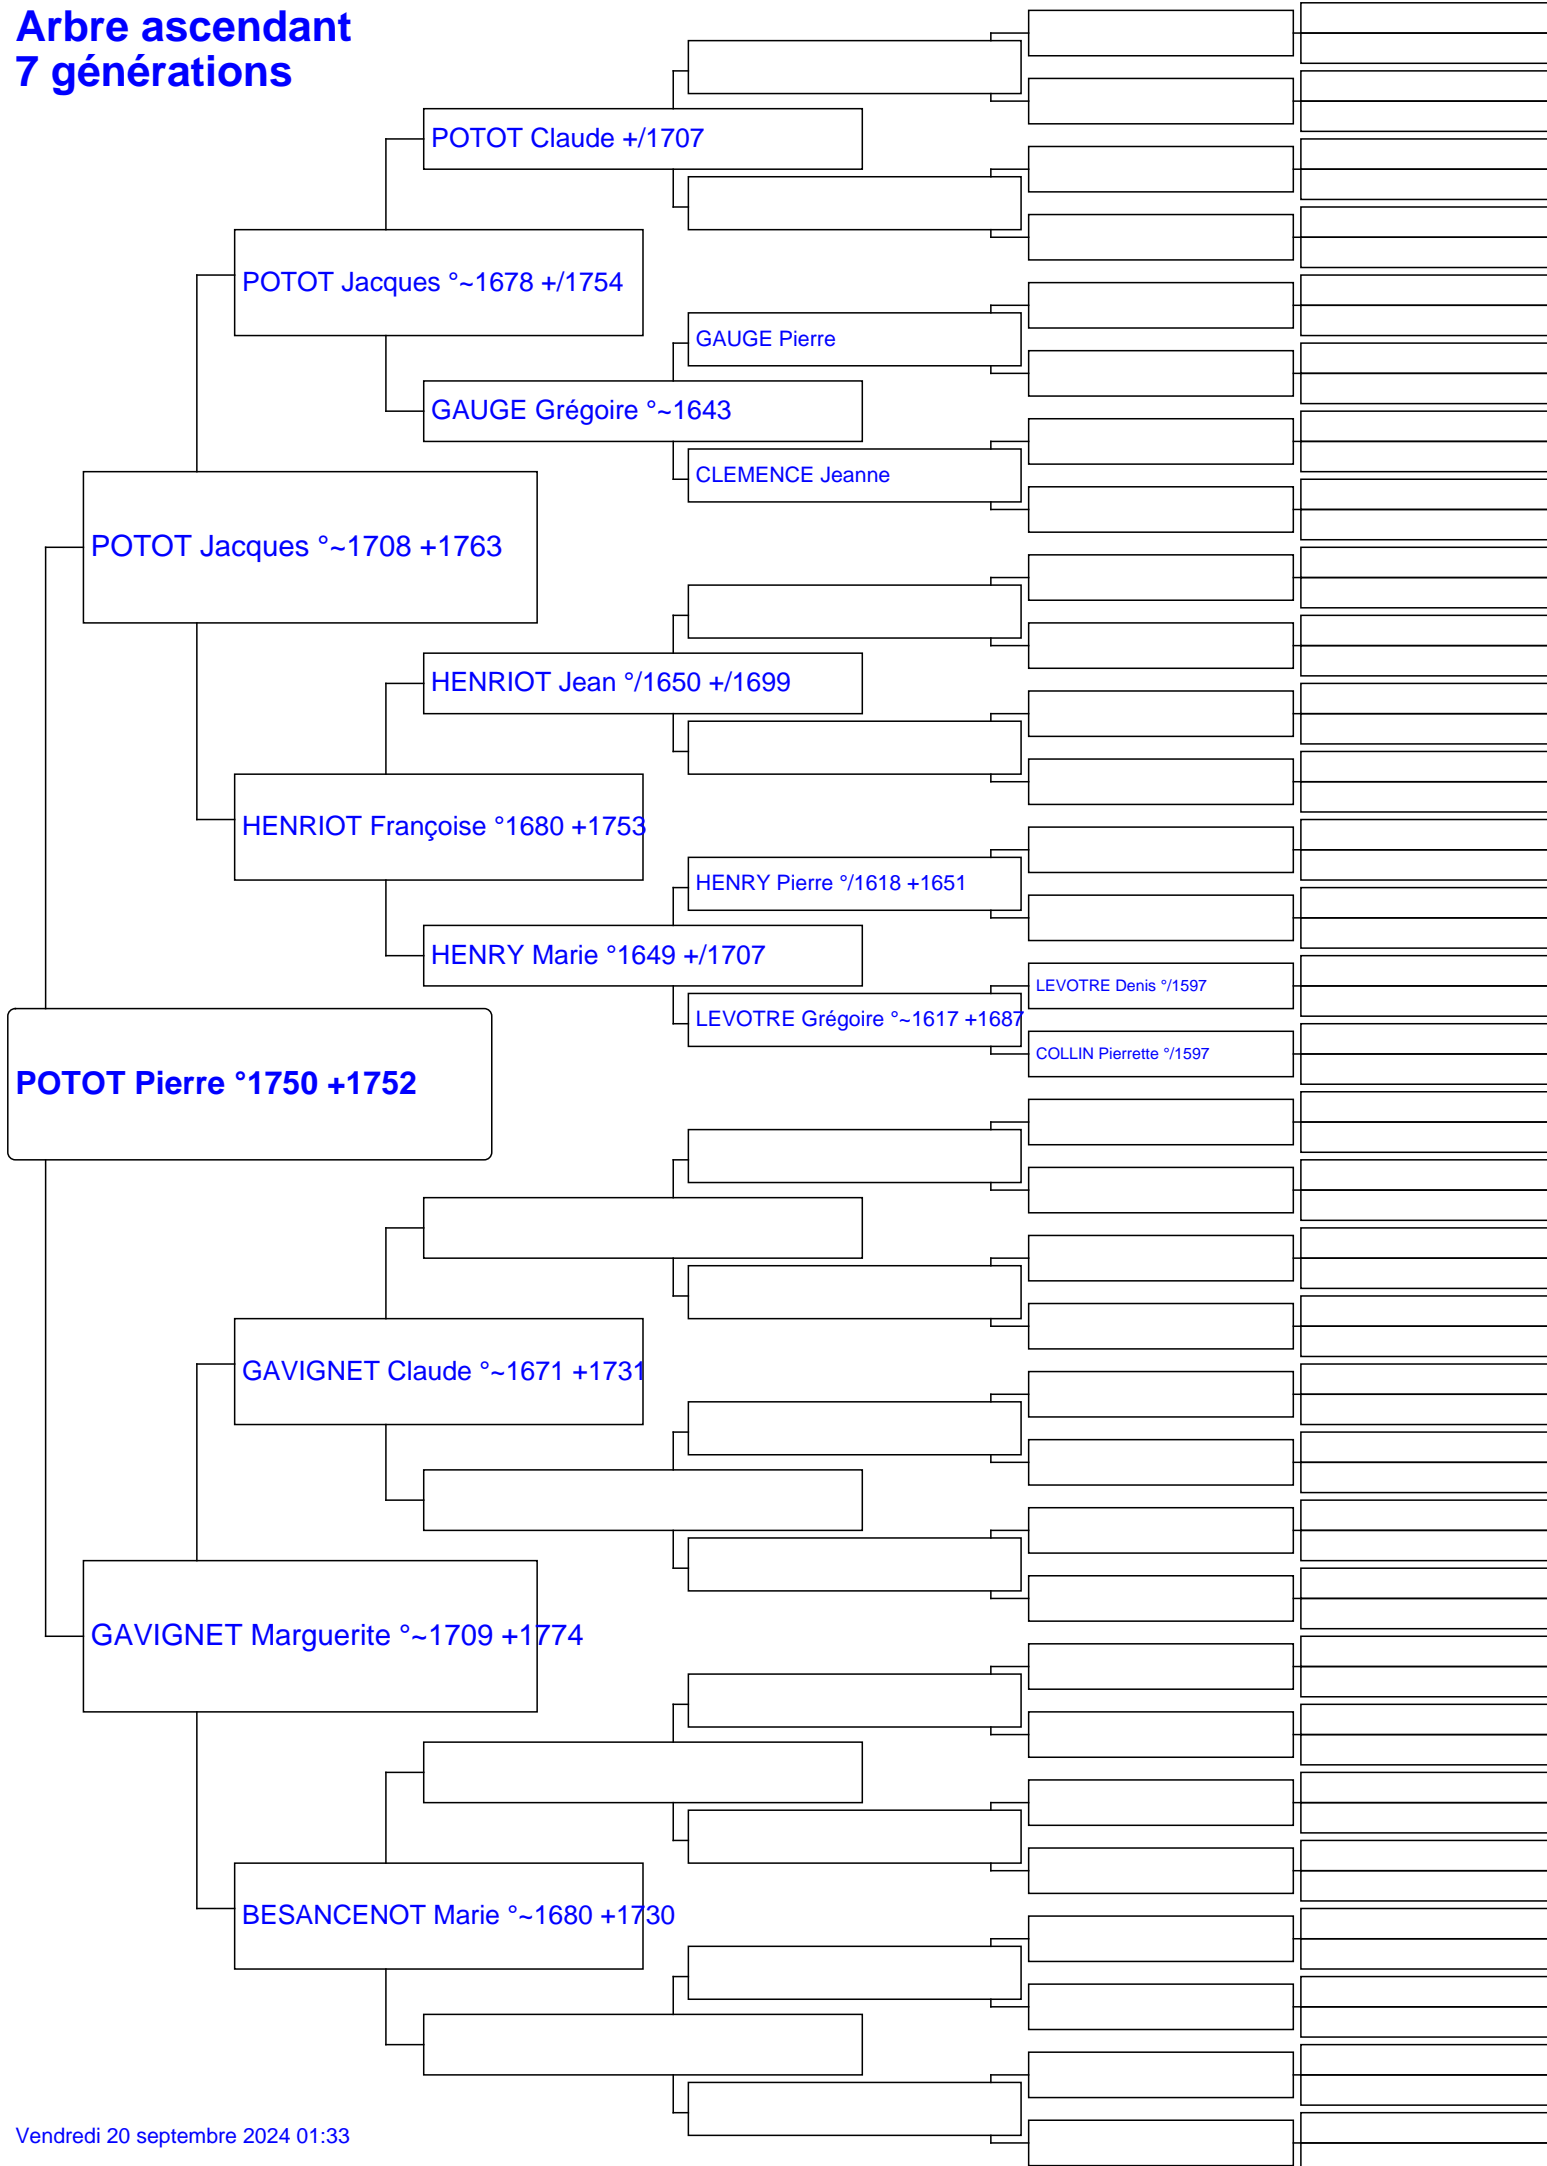 Arbre ascendant
7 générations
POTOT Claude +/1707
POTOT Jacques °~1678 +/1754
GAUGE Pierre
GAUGE Grégoire °~1643
CLEMENCE Jeanne
POTOT Jacques °~1708 +1763
HENRIOT Jean °/1650 +/1699
HENRIOT Françoise °1680 +1753
HENRY Pierre °/1618 +1651
HENRY Marie °1649 +/1707
LEVOTRE Denis °/1597
LEVOTRE Grégoire °~1617 +1687
COLLIN Pierrette °/1597
POTOT Pierre °1750 +1752
GAVIGNET Claude °~1671 +1731
GAVIGNET Marguerite °~1709 +1774
BESANCENOT Marie °~1680 +1730
Vendredi 20 septembre 2024 01:33